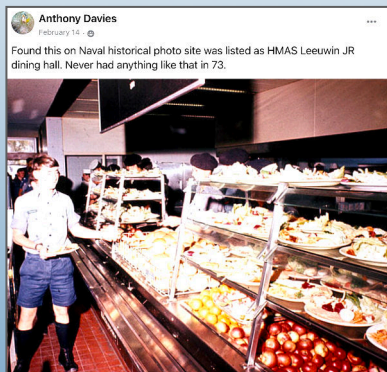 Anthony Davies
February 14 ·
Found this on Naval historical photo site was listed as HMAS Leeuwin JR
dining hall. Never had anything like that in 73.